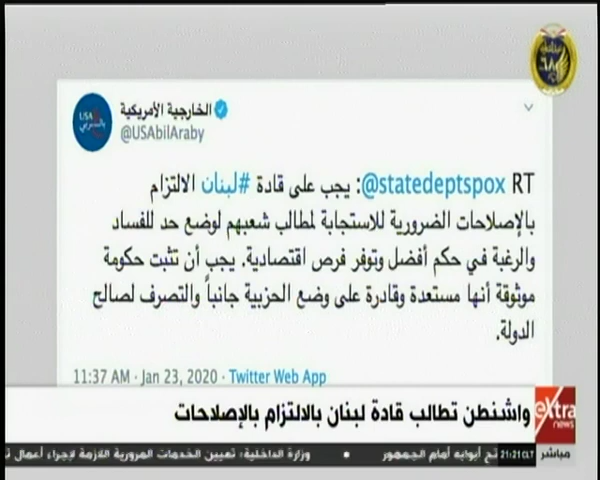 الخارجية الأمريكية
@USAbilAraby
USA
بالعربي
RT @statedeptspox: يجب على قادة #لبنان الالتزام
بالإصلاحات الضرورية للاستجابة لمطالب شعبهم لوضع حد للفساد
والرغبة في حكم أفضل وتوفر فرص اقتصادية. يجب أن تثبت حكومة
موثوقة أنها مستعدة وقادرة على وضع الحزبية جانباً والتصرف لصالح
الدولة.
11:37 AM · Jan 23, 2020 · Twitter Web App
واشنطن تطالب قادة لبنان بالالتزام بالإصلاحات
extra
news
مباشر
21:21 CLT
تح أبوابه أمام الجمهور • وزارة الداخلية: تعيين الخدمات المرورية اللازمة لإجراء أعمال